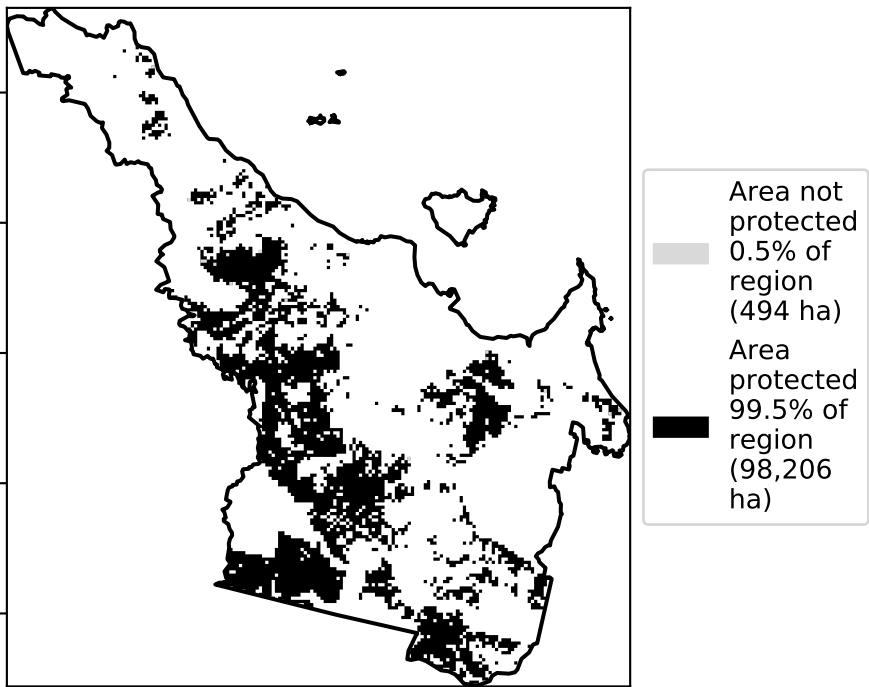 Area not
protected
0.5% of
region
(494 ha)
Area
protected
99.5% of
region
(98,206
ha)